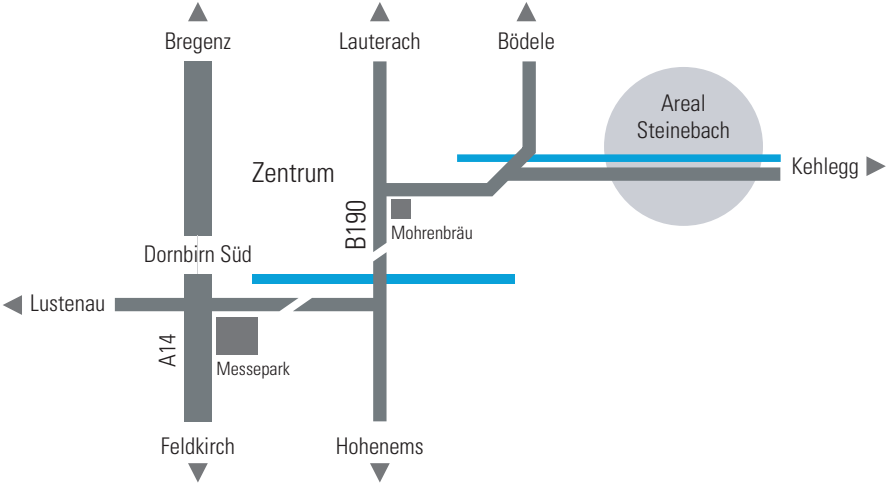 Bregenz
Lauterach
Bödele
Areal
Steinebach
Zentrum
Kehlegg
B190
Mohrenbräu
Dornbirn Süd
Lustenau
A14
Messepark
Feldkirch
Hohenems